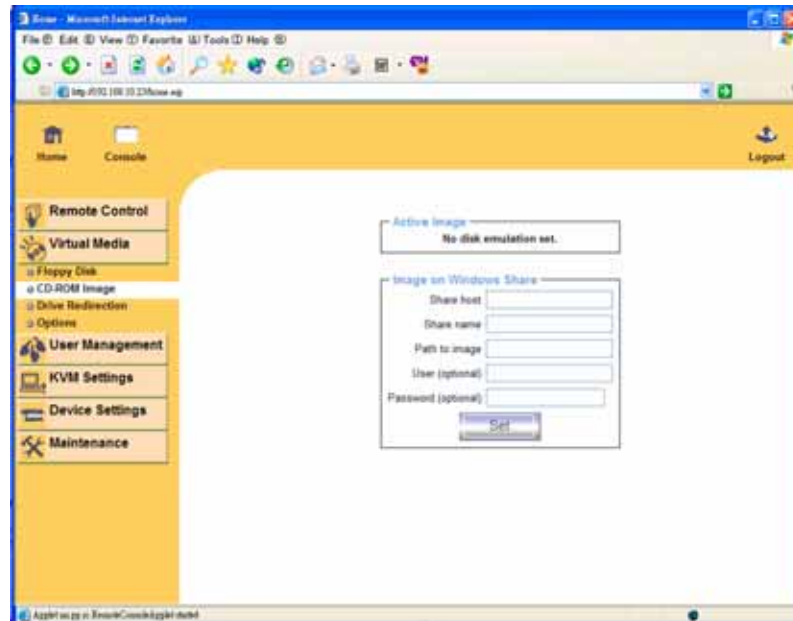 Home - Microsoft Internet Explorer
File Edit View Favorite Tools Help
Home
Console
Logout
Remote Control
Virtual Media
Floppy Disk
CD-ROM Image
Drive Redirection
Options
User Management
KVM Settings
Device Settings
Maintenance
Active Image
No disk emulation set.
Image on Windows Share
Share host
Share name
Path to image
User (optional)
Password (optional)
Set